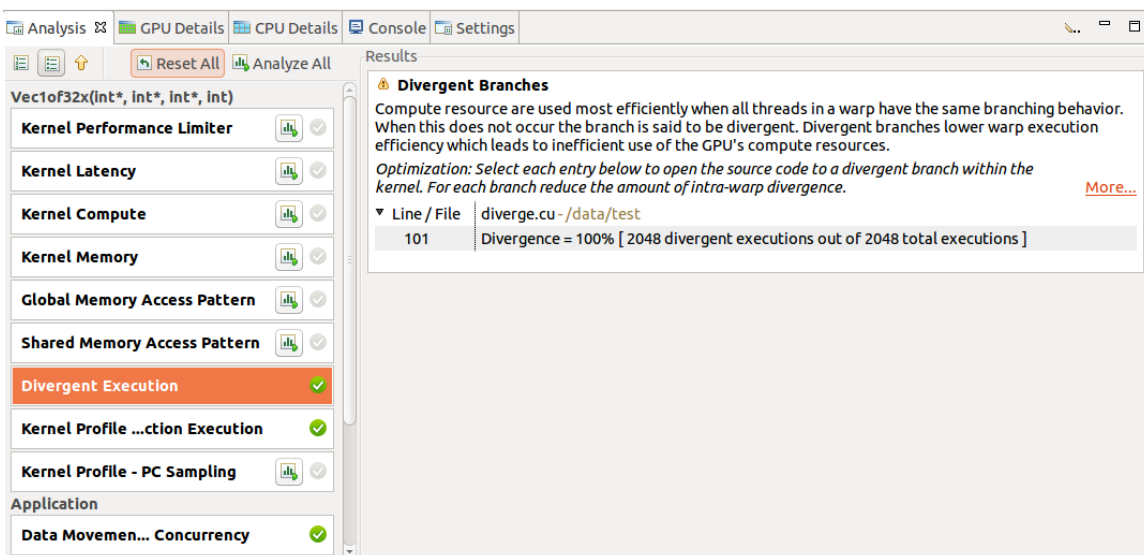 Analysis GPU Details CPU Details Console Settings
Reset All Analyze All
Vec1of32x(int*, int*, int*, int)
Kernel Performance Limiter
Kernel Latency
Kernel Compute
Kernel Memory
Global Memory Access Pattern
Shared Memory Access Pattern
Divergent Execution
Kernel Profile ...ction Execution
Kernel Profile - PC Sampling
Application
Data Movemen... Concurrency
Results
Divergent Branches
Compute resource are used most efficiently when all threads in a warp have the same branching behavior.
When this does not occur the branch is said to be divergent. Divergent branches lower warp execution
efficiency which leads to inefficient use of the GPU's compute resources.
Optimization: Select each entry below to open the source code to a divergent branch within the
kernel. For each branch reduce the amount of intra-warp divergence. More...
Line / File diverge.cu - /data/test
101 Divergence = 100% [ 2048 divergent executions out of 2048 total executions ]